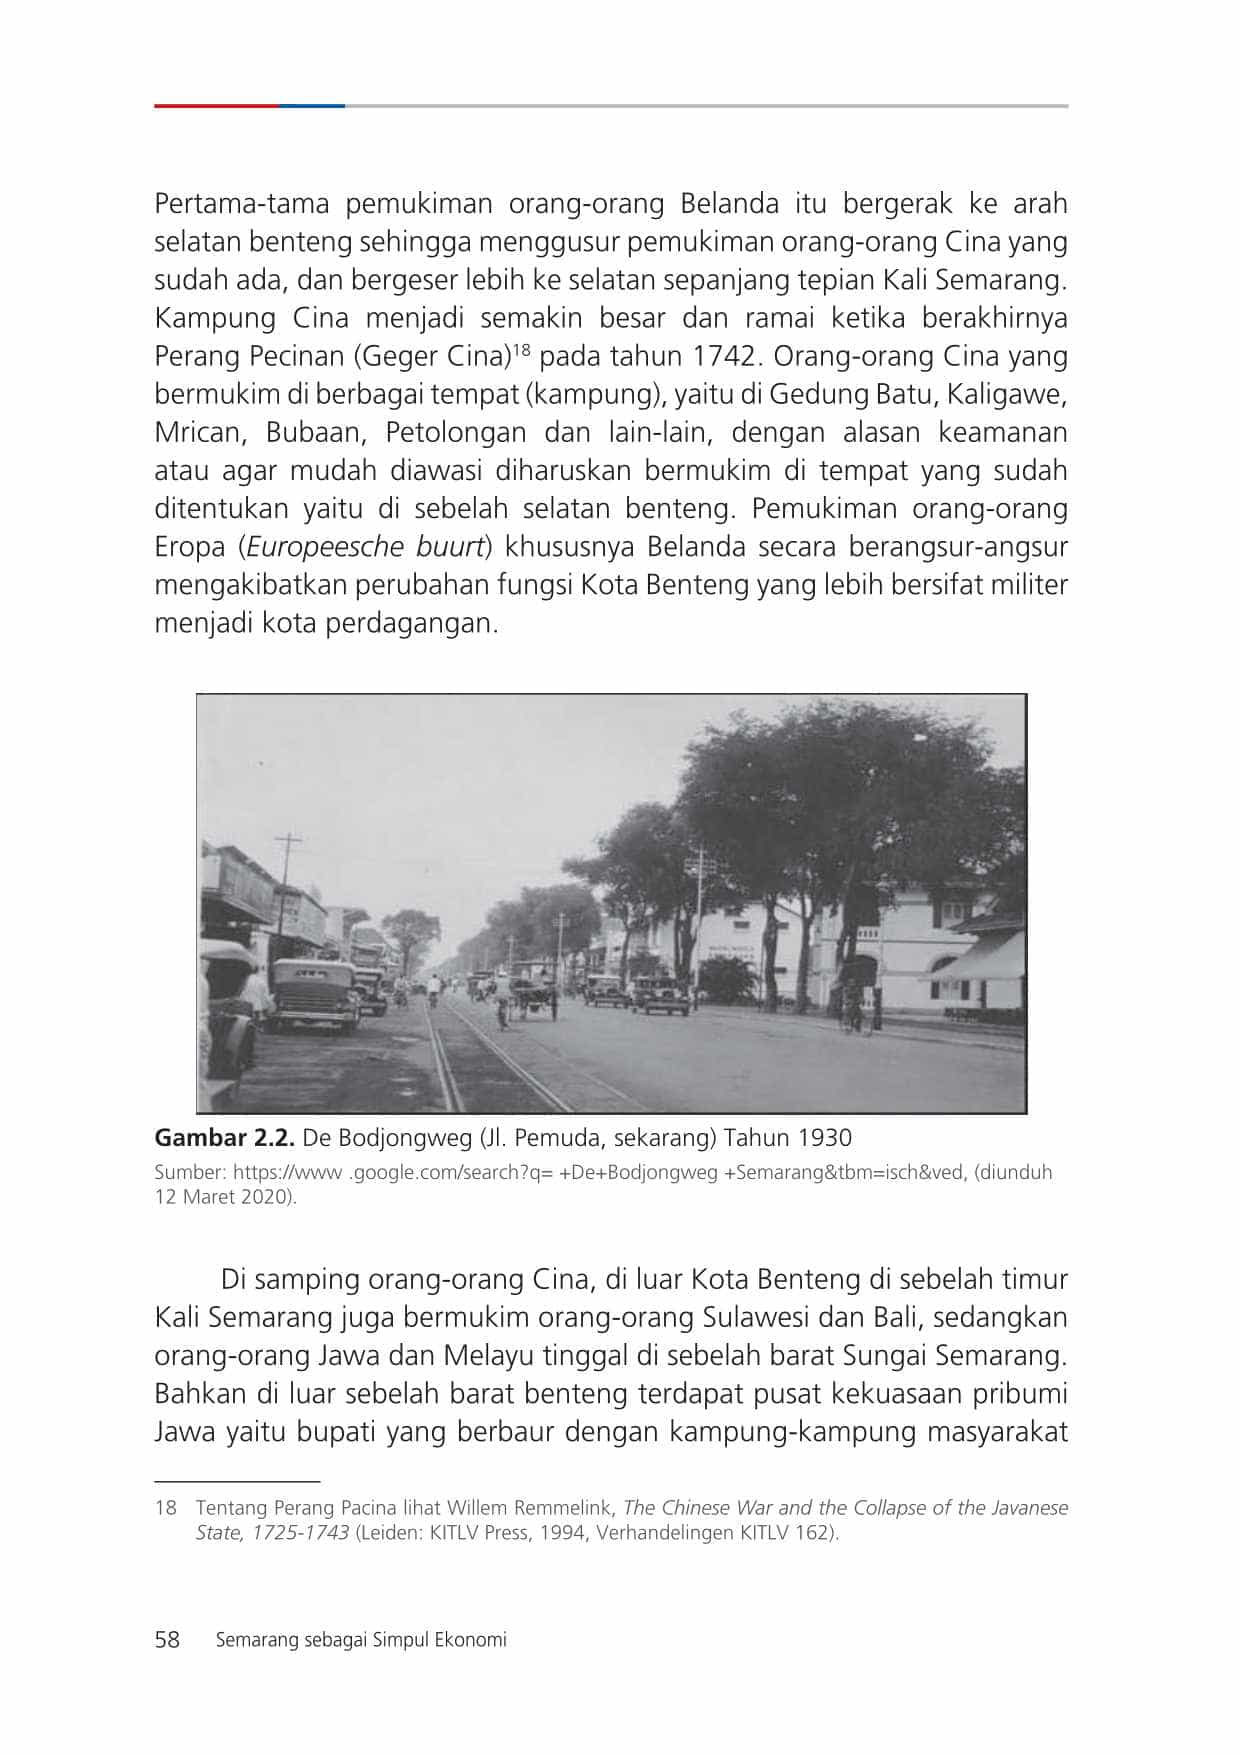 Pertama-tama pemukiman orang-orang Belanda itu bergerak ke arah
selatan benteng sehingga menggusur pemukiman orang-orang Cina yang
sudah ada, dan bergeser lebih ke selatan sepanjang tepian Kali Semarang.
Kampung Cina menjadi semakin besar dan ramai ketika berakhirnya
Perang Pecinan (Geger Cina)18 pada tahun 1742. Orang-orang Cina yang
bermukim di berbagai tempat (kampung), yaitu di Gedung Batu, Kaligawe,
Mrican, Bubaan, Petolongan dan lain-lain, dengan alasan keamanan
atau agar mudah diawasi diharuskan bermukim di tempat yang sudah
ditentukan yaitu di sebelah selatan benteng. Pemukiman orang-orang
Eropa (Europeesche buurt) khususnya Belanda secara berangsur-angsur
mengakibatkan perubahan fungsi Kota Benteng yang lebih bersifat militer
menjadi kota perdagangan.
Gambar 2.2. De Bodjongweg (Jl. Pemuda, sekarang) Tahun 1930
Sumber: https://www .google.com/search?q= +De+Bodjongweg +Semarang&tbm=isch&ved, (diunduh
12 Maret 2020).
Di samping orang-orang Cina, di luar Kota Benteng di sebelah timur
Kali Semarang juga bermukim orang-orang Sulawesi dan Bali, sedangkan
orang-orang Jawa dan Melayu tinggal di sebelah barat Sungai Semarang.
Bahkan di luar sebelah barat benteng terdapat pusat kekuasaan pribumi
Jawa yaitu bupati yang berbaur dengan kampung-kampung masyarakat
18 Tentang Perang Pacina lihat Willem Remmelink, The Chinese War and the Collapse of the Javanese
State, 1725-1743 (Leiden: KITLV Press, 1994, Verhandelingen KITLV 162).
58 Semarang sebagai Simpul Ekonomi